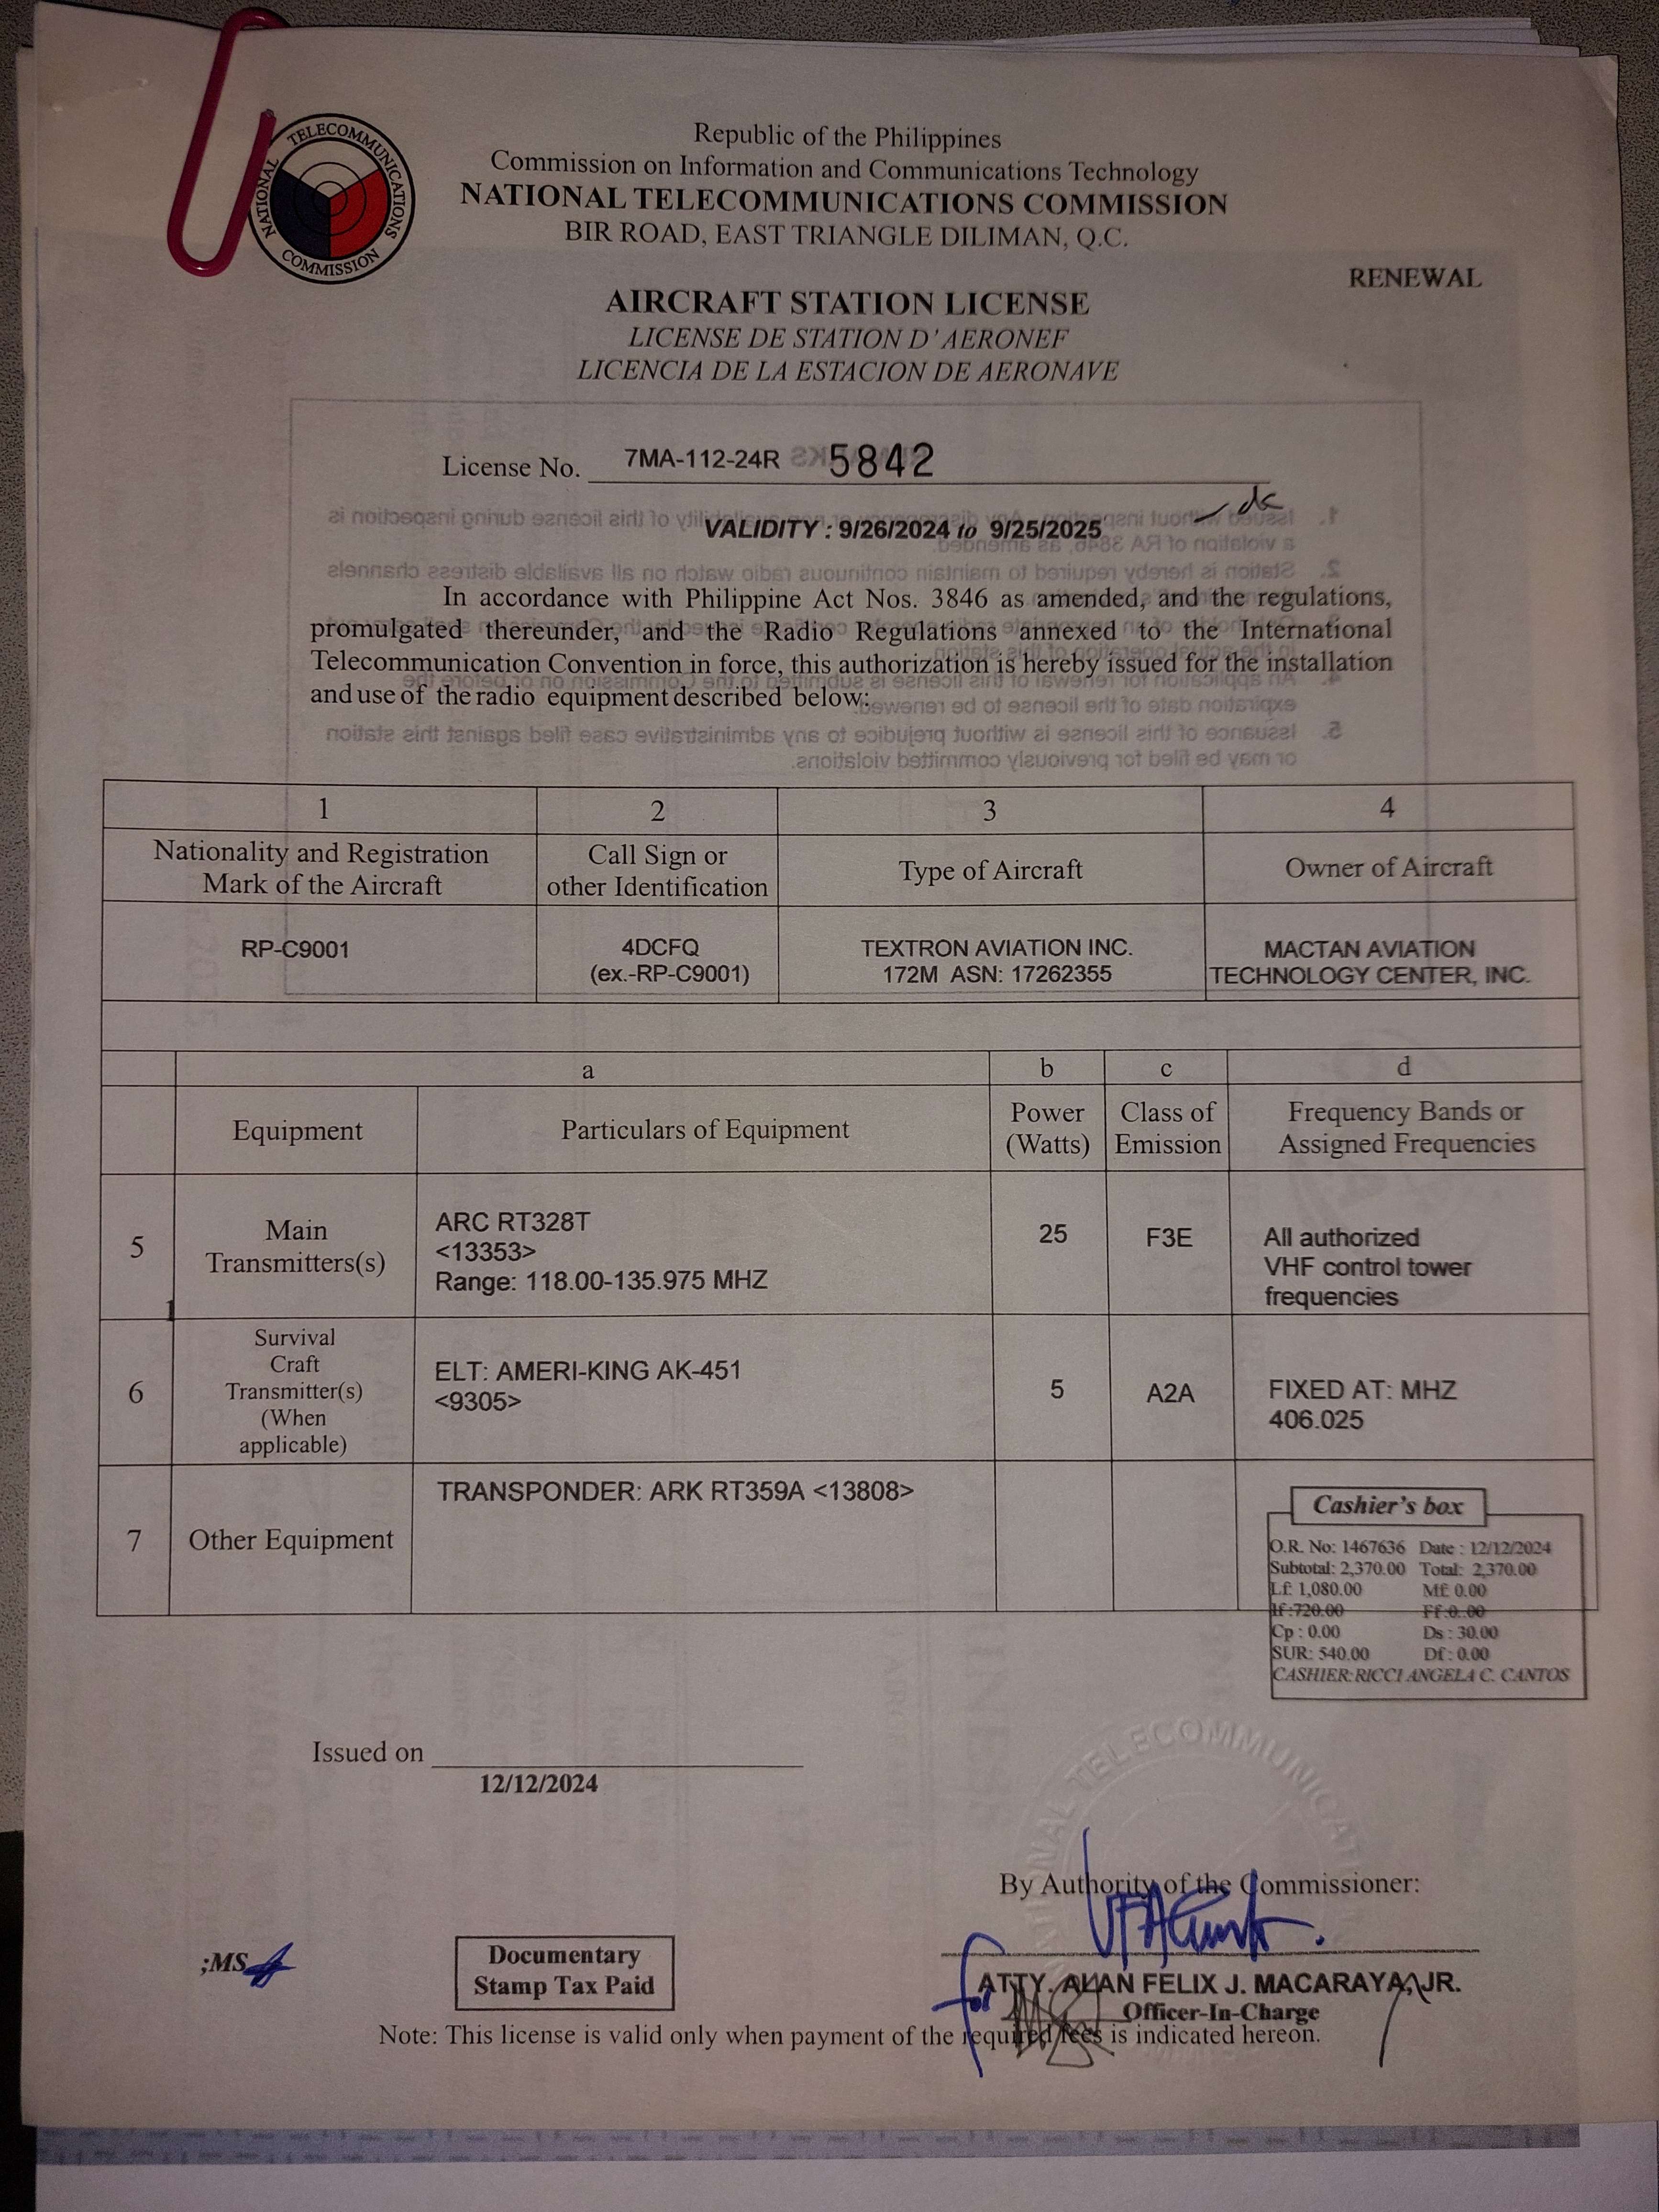 NATIONAL TELECOMMUNICATIONS COMMISSION
Republic of the Philippines
Commission on Information and Communications Technology
NATIONAL TELECOMMUNICATIONS COMMISSION
BIR ROAD, EAST TRIANGLE DILIMAN, Q.C.
RENEWAL
AIRCRAFT STATION LICENSE
LICENSE DE STATION D'AERONEF
LICENCIA DE LA ESTACION DE AERONAVE
License No. 7MA-112-24R 5842
VALIDITY : 9/26/2024 to 9/25/2025
In accordance with Philippine Act Nos. 3846 as amended, and the regulations,
promulgated thereunder, and the Radio Regulations annexed to the International
Telecommunication Convention in force, this authorization is hereby issued for the installation
and use of the radio equipment described below:
1 2 3 4
Nationality and Registration Mark of the Aircraft
Call Sign or other Identification
Type of Aircraft
Owner of Aircraft
RP-C9001
4DCFQ
(ex.-RP-C9001)
TEXTRON AVIATION INC.
172M ASN: 17262355
MACTAN AVIATION
TECHNOLOGY CENTER, INC.
a b c d
Equipment
Particulars of Equipment
Power
(Watts)
Class of
Emission
Frequency Bands or
Assigned Frequencies
5
Main
Transmitters(s)
ARC RT328T
<13353>
Range: 118.00-135.975 MHZ
25
F3E
All authorized
VHF control tower
frequencies
1
6
Survival
Craft
Transmitter(s)
(When
applicable)
ELT: AMERI-KING AK-451
<9305>
5
A2A
FIXED AT: MHZ
406.025
7
Other Equipment
TRANSPONDER: ARK RT359A <13808>
Cashier's box
O.R. No: 1467636 Date : 12/12/2024
Subtotal: 2,370.00 Total: 2,370.00
Lf: 1,080.00 Mf: 0.00
If :720.00 Ff :0..00
Cp : 0.00 Ds : 30.00
SUR: 540.00 Df : 0.00
CASHIER: RICCI ANGELA C. CANTOS
Issued on
12/12/2024
NATIONAL TELECOMMUNICAT
By Authority of the Commissioner:
;MS
Documentary
Stamp Tax Paid
for
ATTY. ALAN FELIX J. MACARAYA, JR.
Officer-In-Charge
Note: This license is valid only when payment of the required fees is indicated hereon.